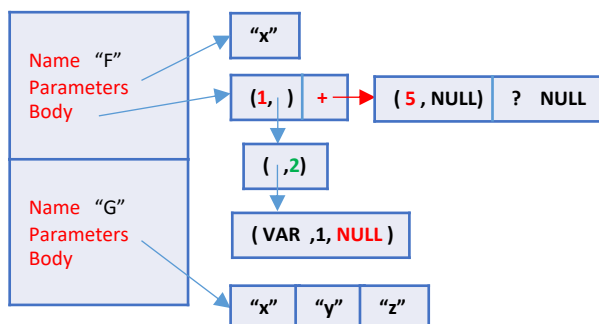 “x”
Name “F”
Parameters
Body
(1, ) +
( 5 , NULL) ? NULL
( ,2)
Name “G”
Parameters
Body
( VAR ,1, NULL )
“x” “y” “z”